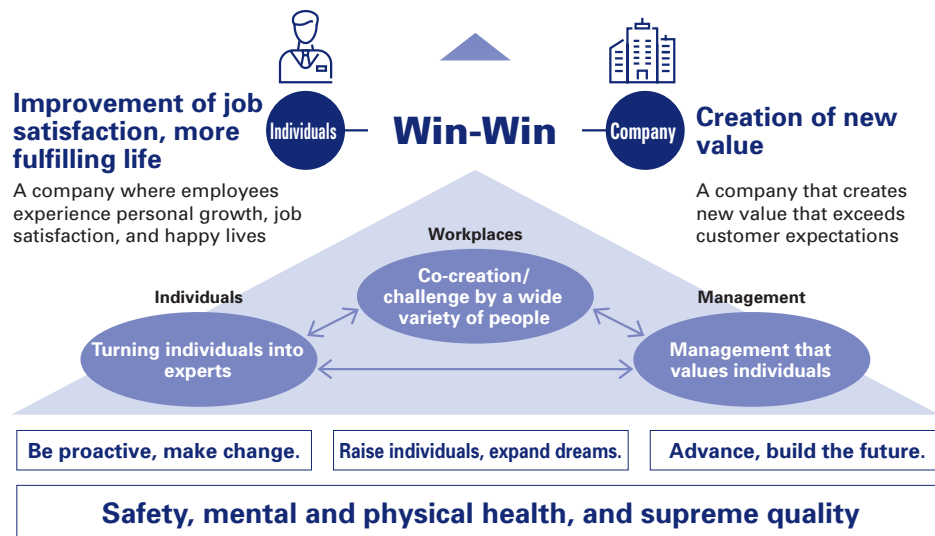 Improvement of job
satisfaction, more
fulfilling life
A company where employees
experience personal growth, job
satisfaction, and happy lives
Individuals
Win-Win
Company
Creation of new
value
A company that creates
new value that exceeds
customer expectations
Workplaces
Co-creation/
challenge by a wide
variety of people
Individuals
Turning individuals into
experts
Management
Management that
values individuals
Be proactive, make change.
Raise individuals, expand dreams.
Advance, build the future.
Safety, mental and physical health, and supreme quality